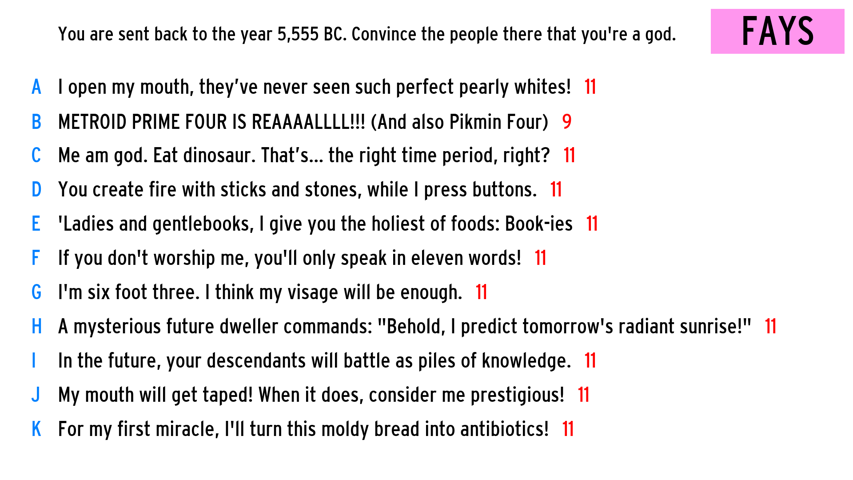 You are sent back to the year 5,555 BC. Convince the people there that you're a god.
FAYS
A I open my mouth, they’ve never seen such perfect pearly whites! 11
B METROID PRIME FOUR IS REAAAALLLL!!! (And also Pikmin Four) 9
C Me am god. Eat dinosaur. That’s... the right time period, right? 11
D You create fire with sticks and stones, while I press buttons. 11
E 'Ladies and gentlebooks, I give you the holiest of foods: Book-ies 11
F If you don't worship me, you'll only speak in eleven words! 11
G I'm six foot three. I think my visage will be enough. 11
H A mysterious future dweller commands: "Behold, I predict tomorrow's radiant sunrise!" 11
I In the future, your descendants will battle as piles of knowledge. 11
J My mouth will get taped! When it does, consider me prestigious! 11
K For my first miracle, I'll turn this moldy bread into antibiotics! 11